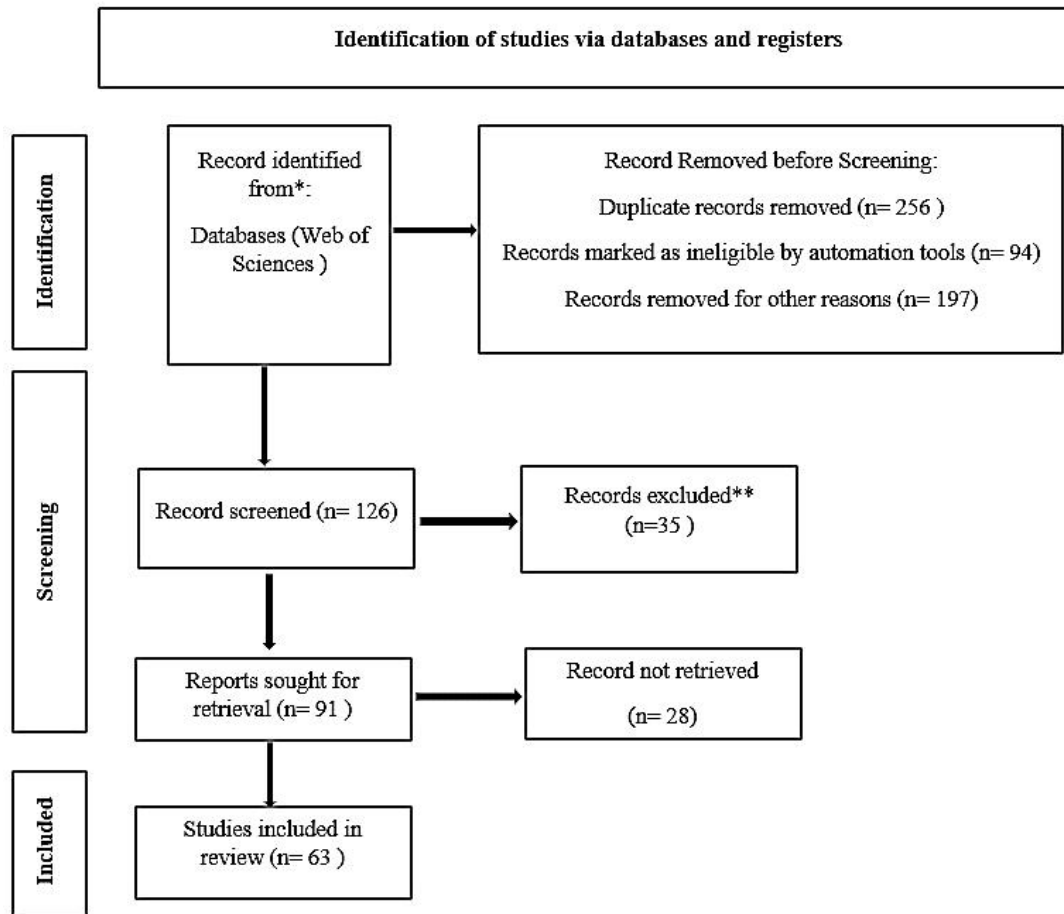 Identification of studies via databases and registers
Identification
Record identified
from*:
Databases (Web of
Sciences )
Record Removed before Screening:
Duplicate records removed (n= 256 )
Records marked as ineligible by automation tools (n= 94)
Records removed for other reasons (n= 197)
Screening
Record screened (n= 126)
Records excluded**
(n=35 )
Reports sought for
retrieval (n= 91 )
Record not retrieved
(n= 28)
Included
Studies included in
review (n= 63 )